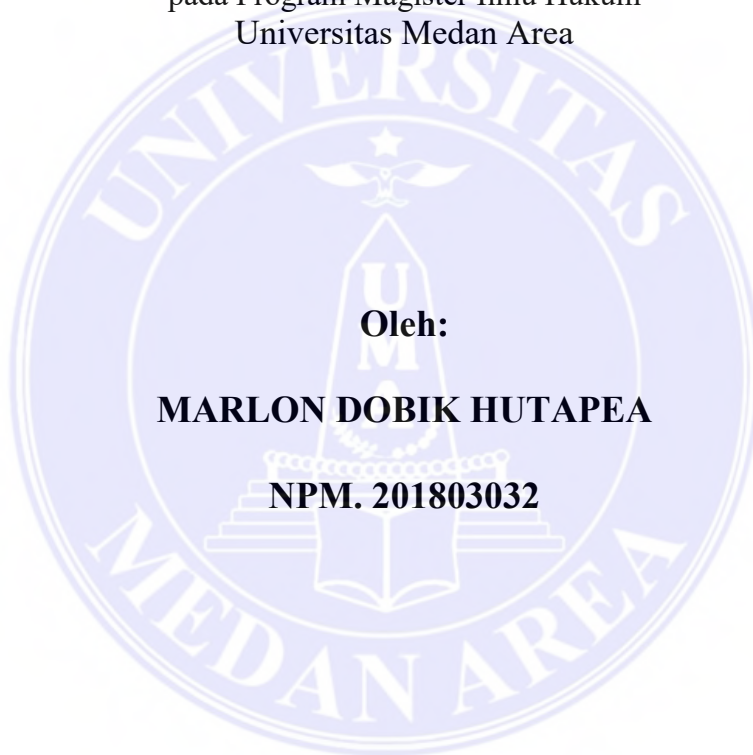 pada Program Magister Ilmu Hukum
Universitas Medan Area
UNIVERSITAS
U
M
A
Oleh:
MARLON DOBIK HUTAPEA
NPM. 201803032
MEDAN AREA